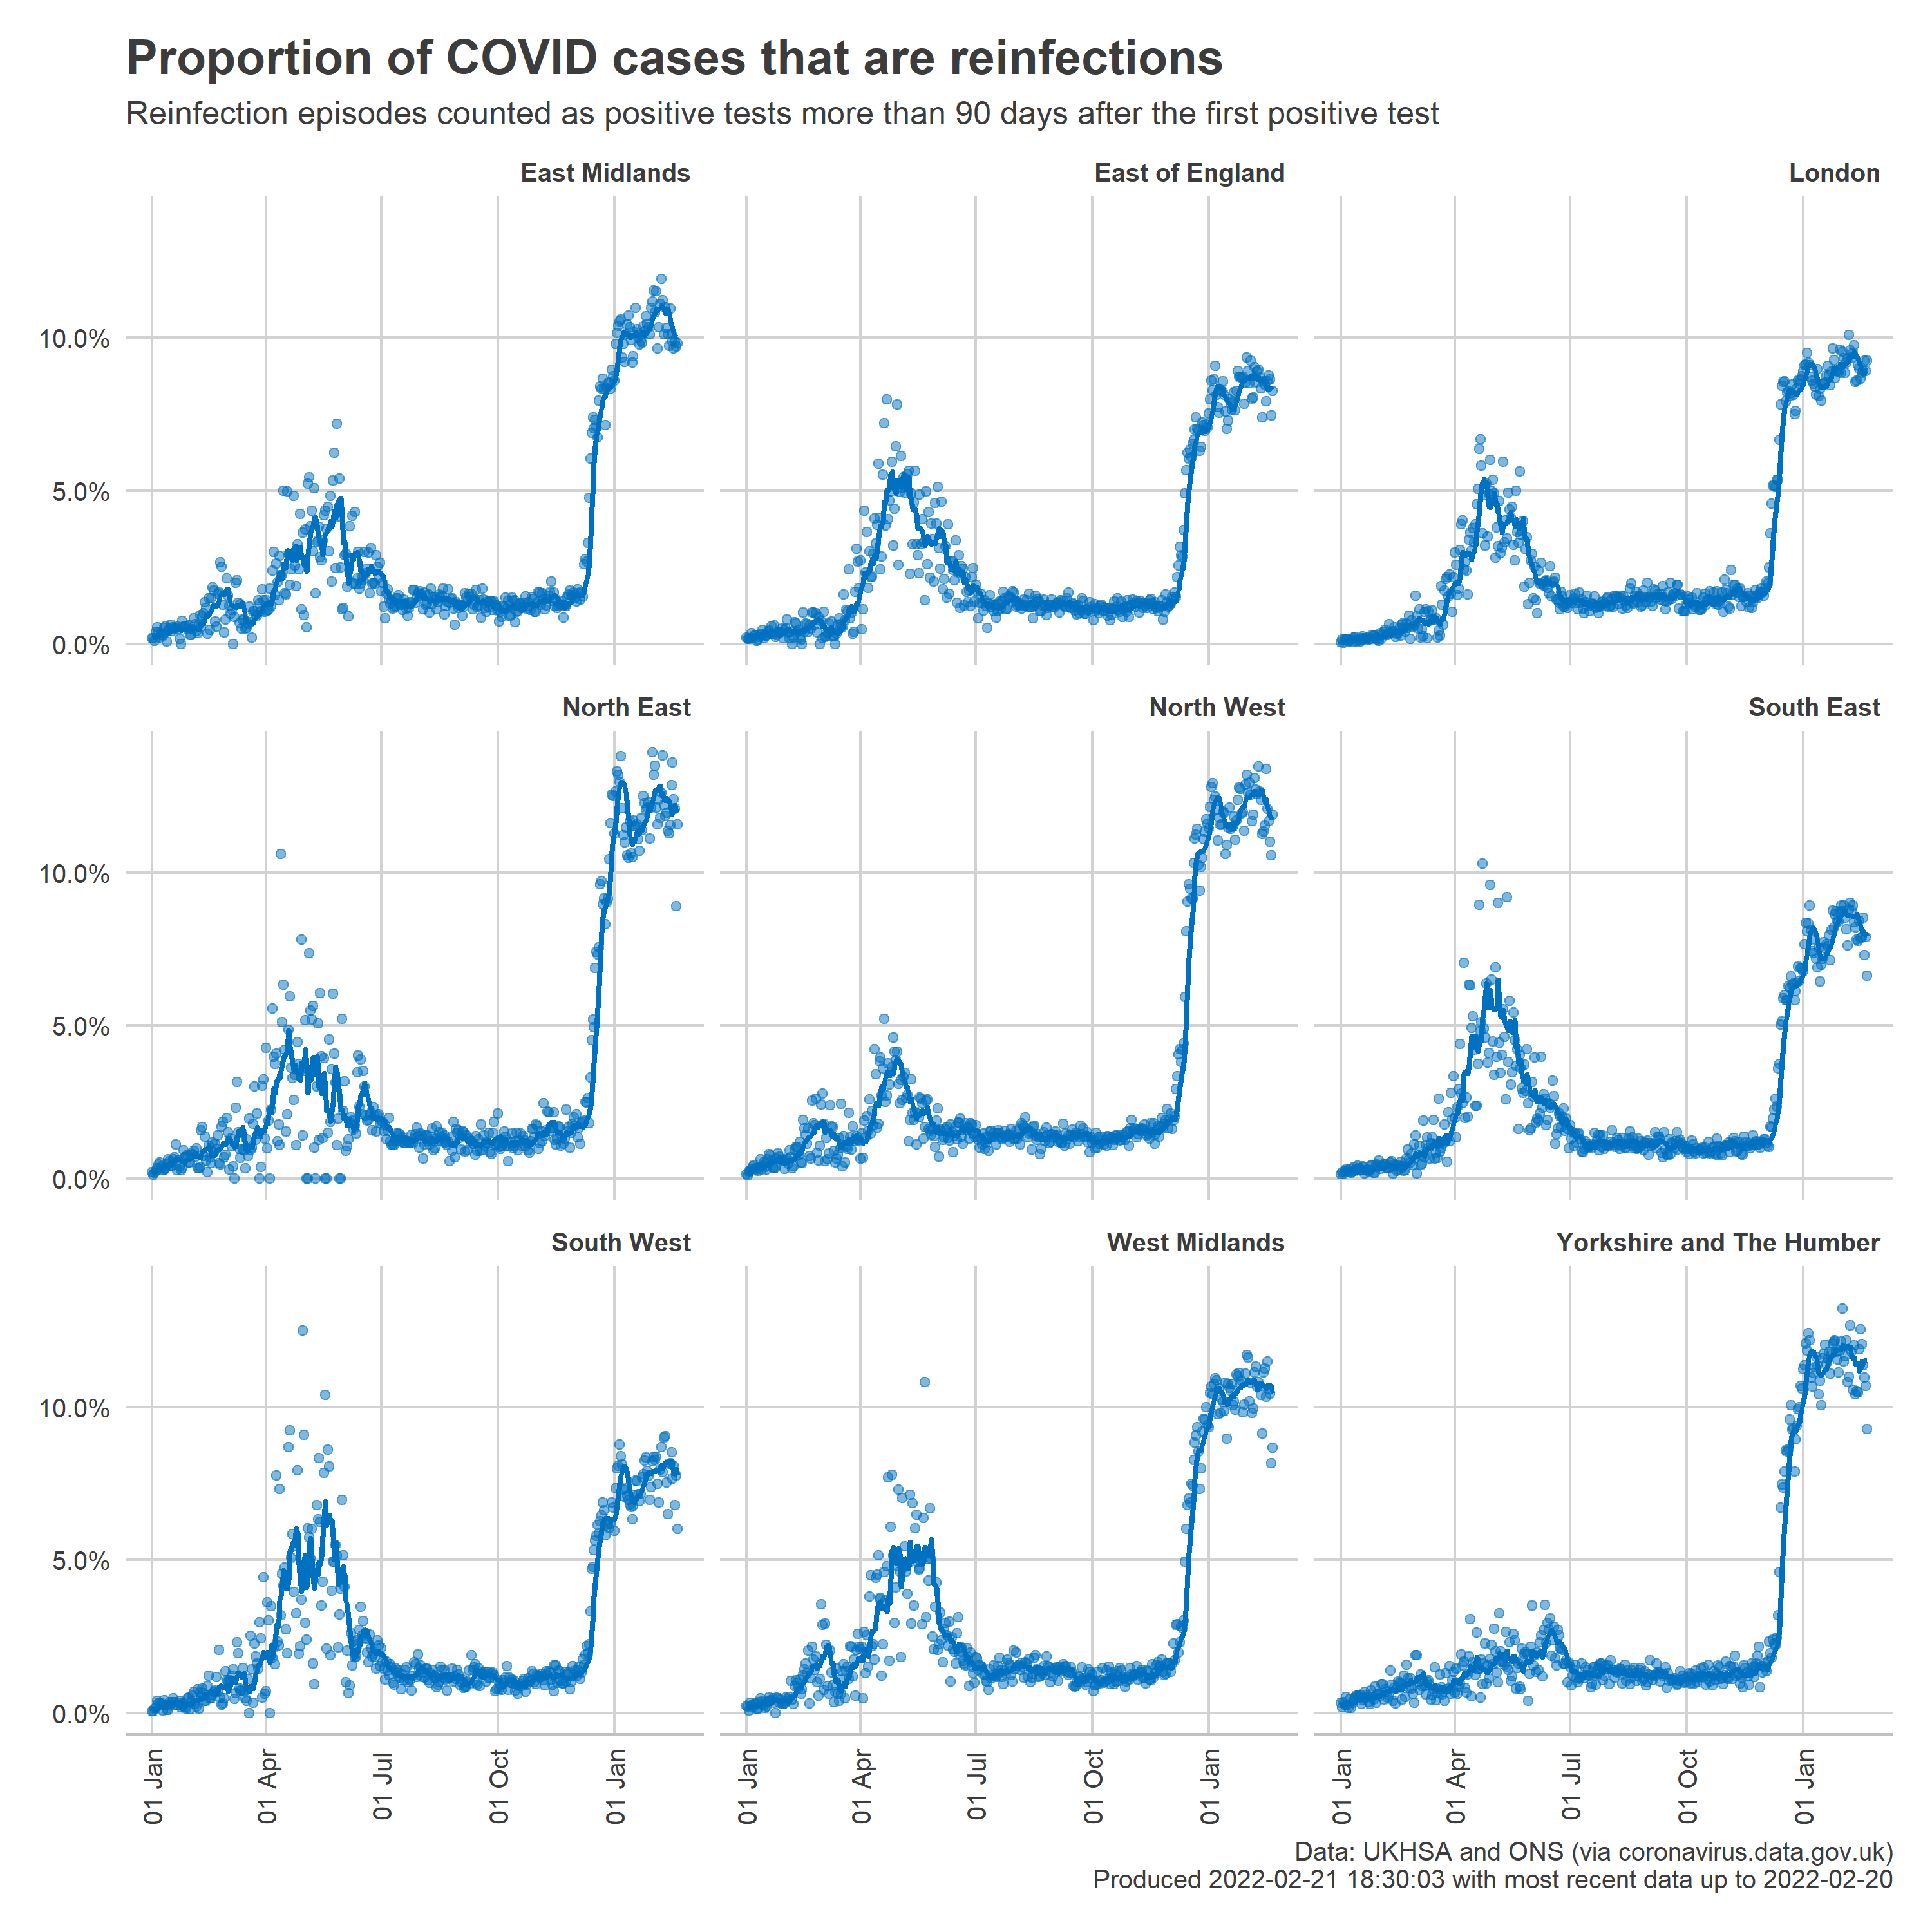 Proportion of COVID cases that are reinfections
Reinfection episodes counted as positive tests more than 90 days after the first positive test
East Midlands
East of England
London
10.0%
5.0%
0.0%
North East
North West
South East
10.0%
5.0%
0.0%
South West
West Midlands
Yorkshire and The Humber
10.0%
5.0%
0.0%
01 Jan
01 Apr
01 Jul
01 Oct
01 Jan
01 Jan
01 Apr
01 Jul
01 Oct
01 Jan
01 Jan
01 Apr
01 Jul
01 Oct
01 Jan
Data: UKHSA and ONS (via coronavirus.data.gov.uk)
Produced 2022-02-21 18:30:03 with most recent data up to 2022-02-20